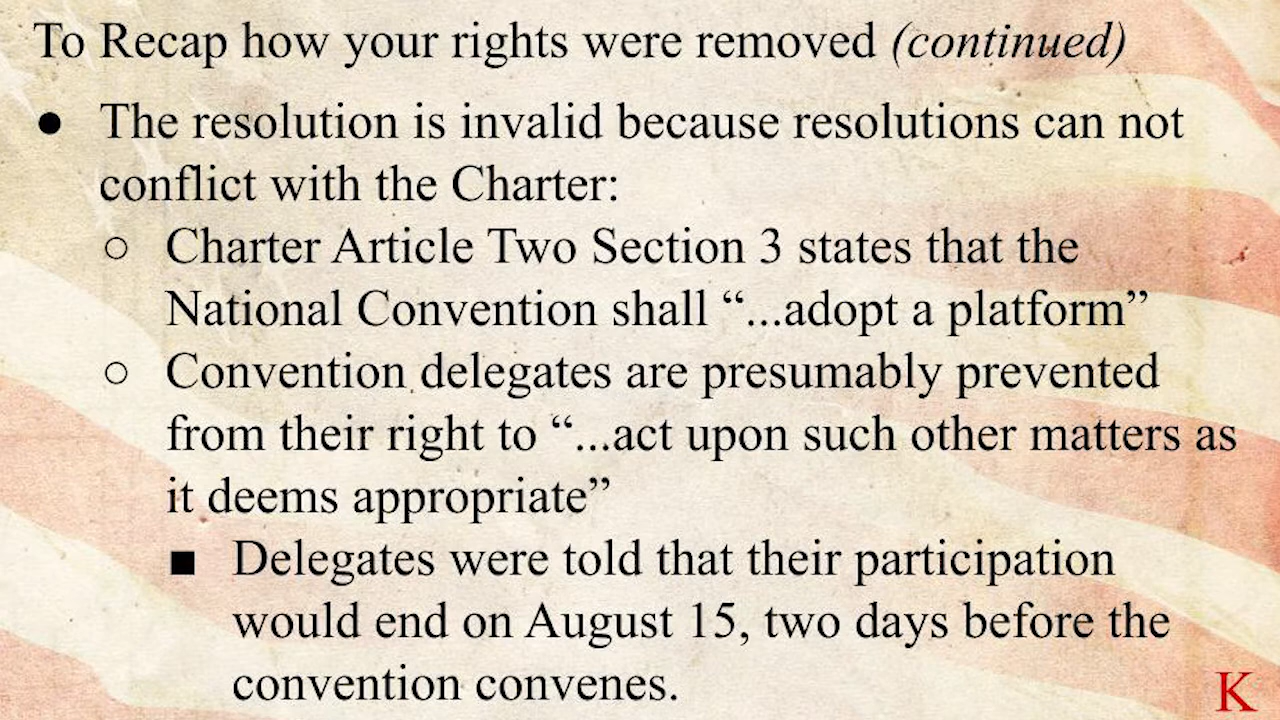 To Recap how your rights were removed (continued)
● The resolution is invalid because resolutions can not
conflict with the Charter:
○ Charter Article Two Section 3 states that the
National Convention shall “...adopt a platform”
○ Convention delegates are presumably prevented
from their right to “...act upon such other matters as
it deems appropriate”
■ Delegates were told that their participation
would end on August 15, two days before the
convention convenes.
K